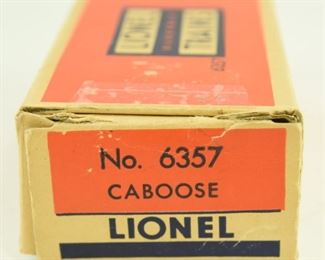 LIONEL
TRAINS
No. 6357
CABOOSE
LIONEL